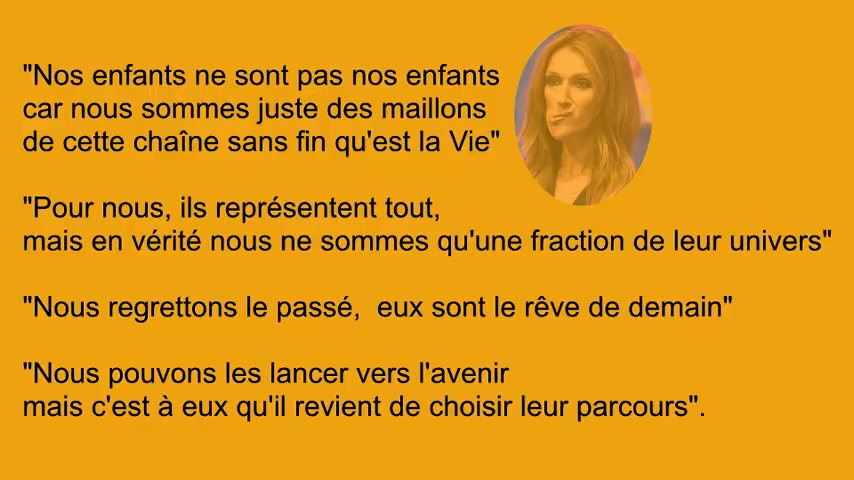 "Nos enfants ne sont pas nos enfants
car nous sommes juste des maillons
de cette chaîne sans fin qu'est la Vie"
"Pour nous, ils représentent tout,
mais en vérité nous ne sommes qu'une fraction de leur univers"
"Nous regrettons le passé,  eux sont le rêve de demain"
"Nous pouvons les lancer vers l'avenir
mais c'est à eux qu'il revient de choisir leur parcours".